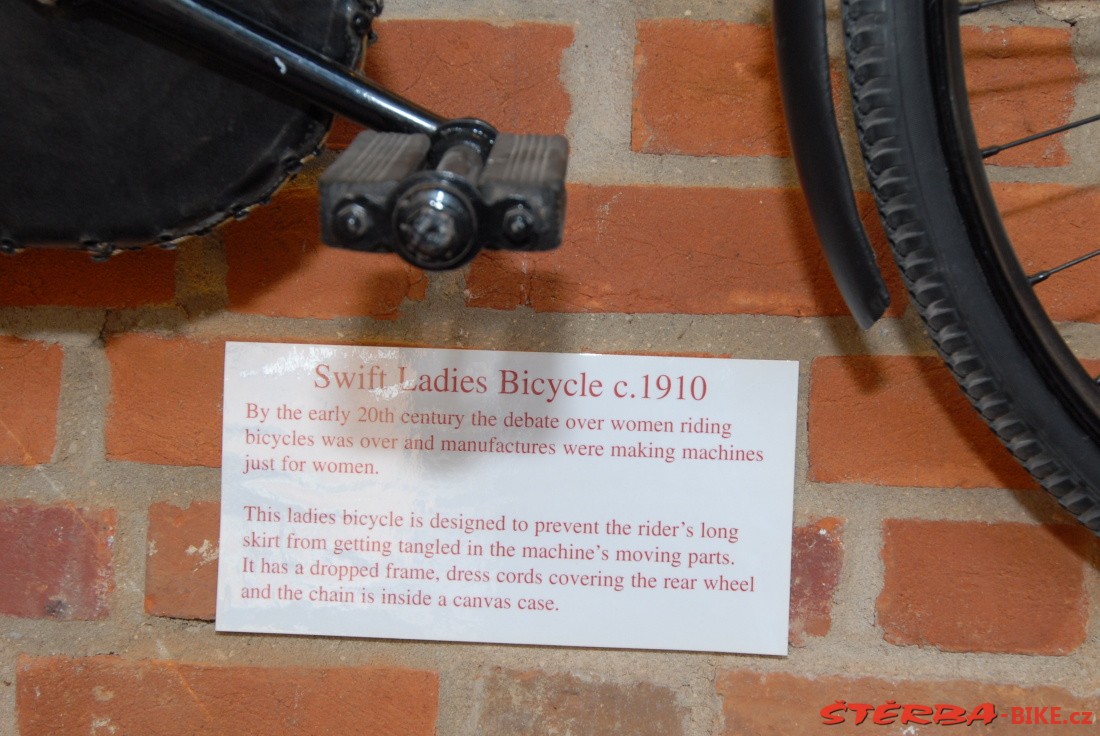 Swift Ladies Bicycle c.1910
By the early 20th century the debate over women riding
bicycles was over and manufactures were making machines
just for women.
This ladies bicycle is designed to prevent the rider's long
skirt from getting tangled in the machine's moving parts.
It has a dropped frame, dress cords covering the rear wheel
and the chain is inside a canvas case.
ŠTĖRBA-BIKE.cz